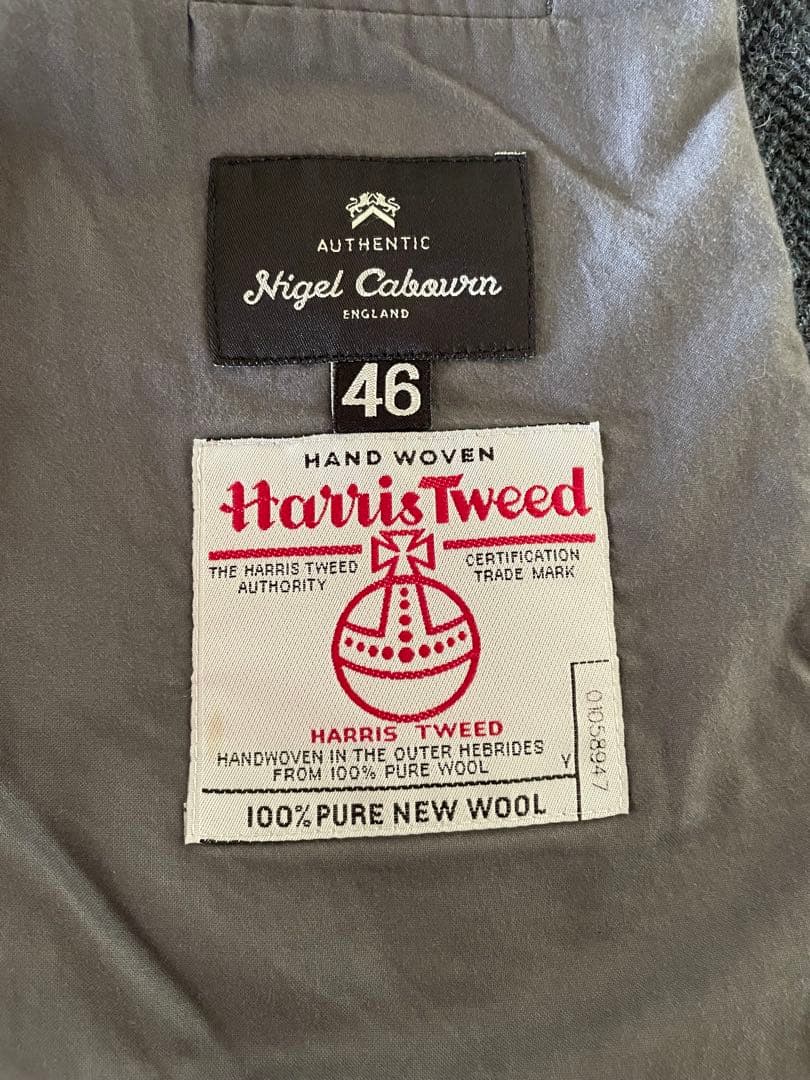 AUTHENTIC
Nigel Cabourn
ENGLAND
46
HAND WOVEN
Harris Tweed
THE HARRIS TWEED AUTHORITY
CERTIFICATION TRADE MARK
HARRIS TWEED
HANDWOVEN IN THE OUTER HEBRIDES
FROM 100% PURE WOOL
Y
01058947
100% PURE NEW WOOL